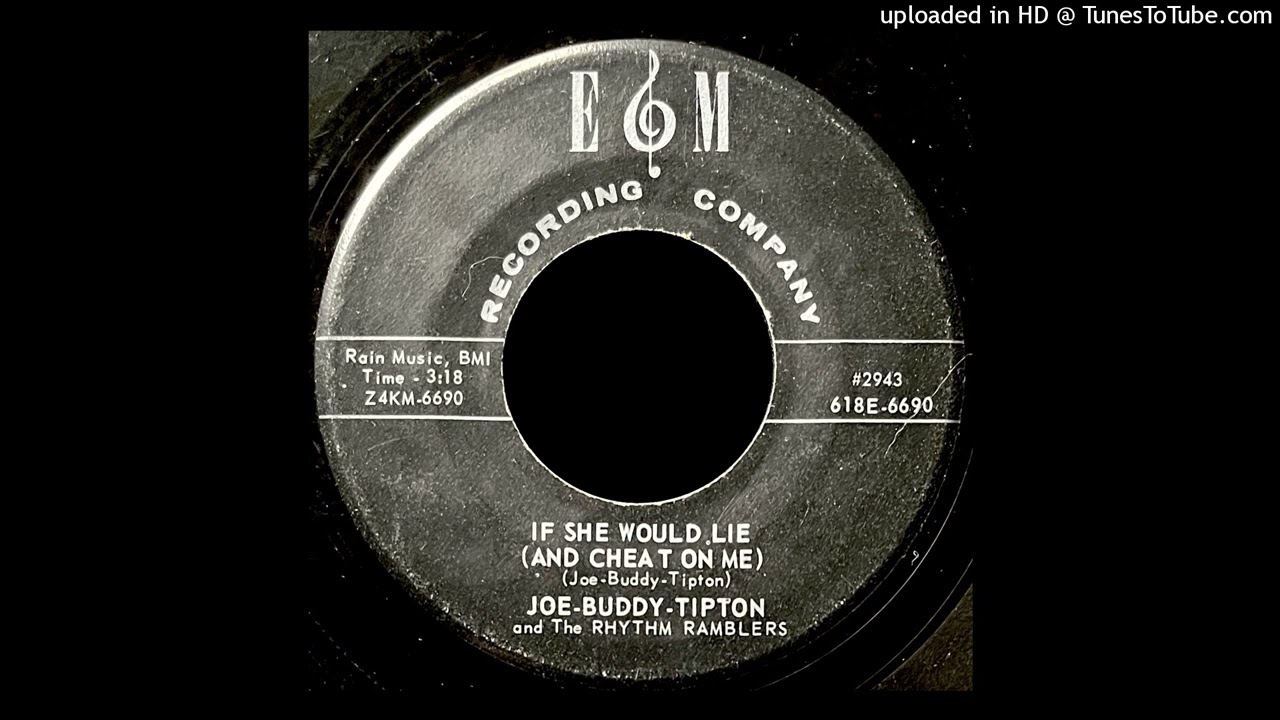 uploaded in HD @ TunesToTube.com
E M
RECORDING COMPANY
Rain Music, BMI
Time - 3:18
Z4KM-6690
#2943
618E-6690
IF SHE WOULD LIE
(AND CHEAT ON ME)
(Joe-Buddy-Tipton)
JOE-BUDDY-TIPTON
and The RHYTHM RAMBLERS